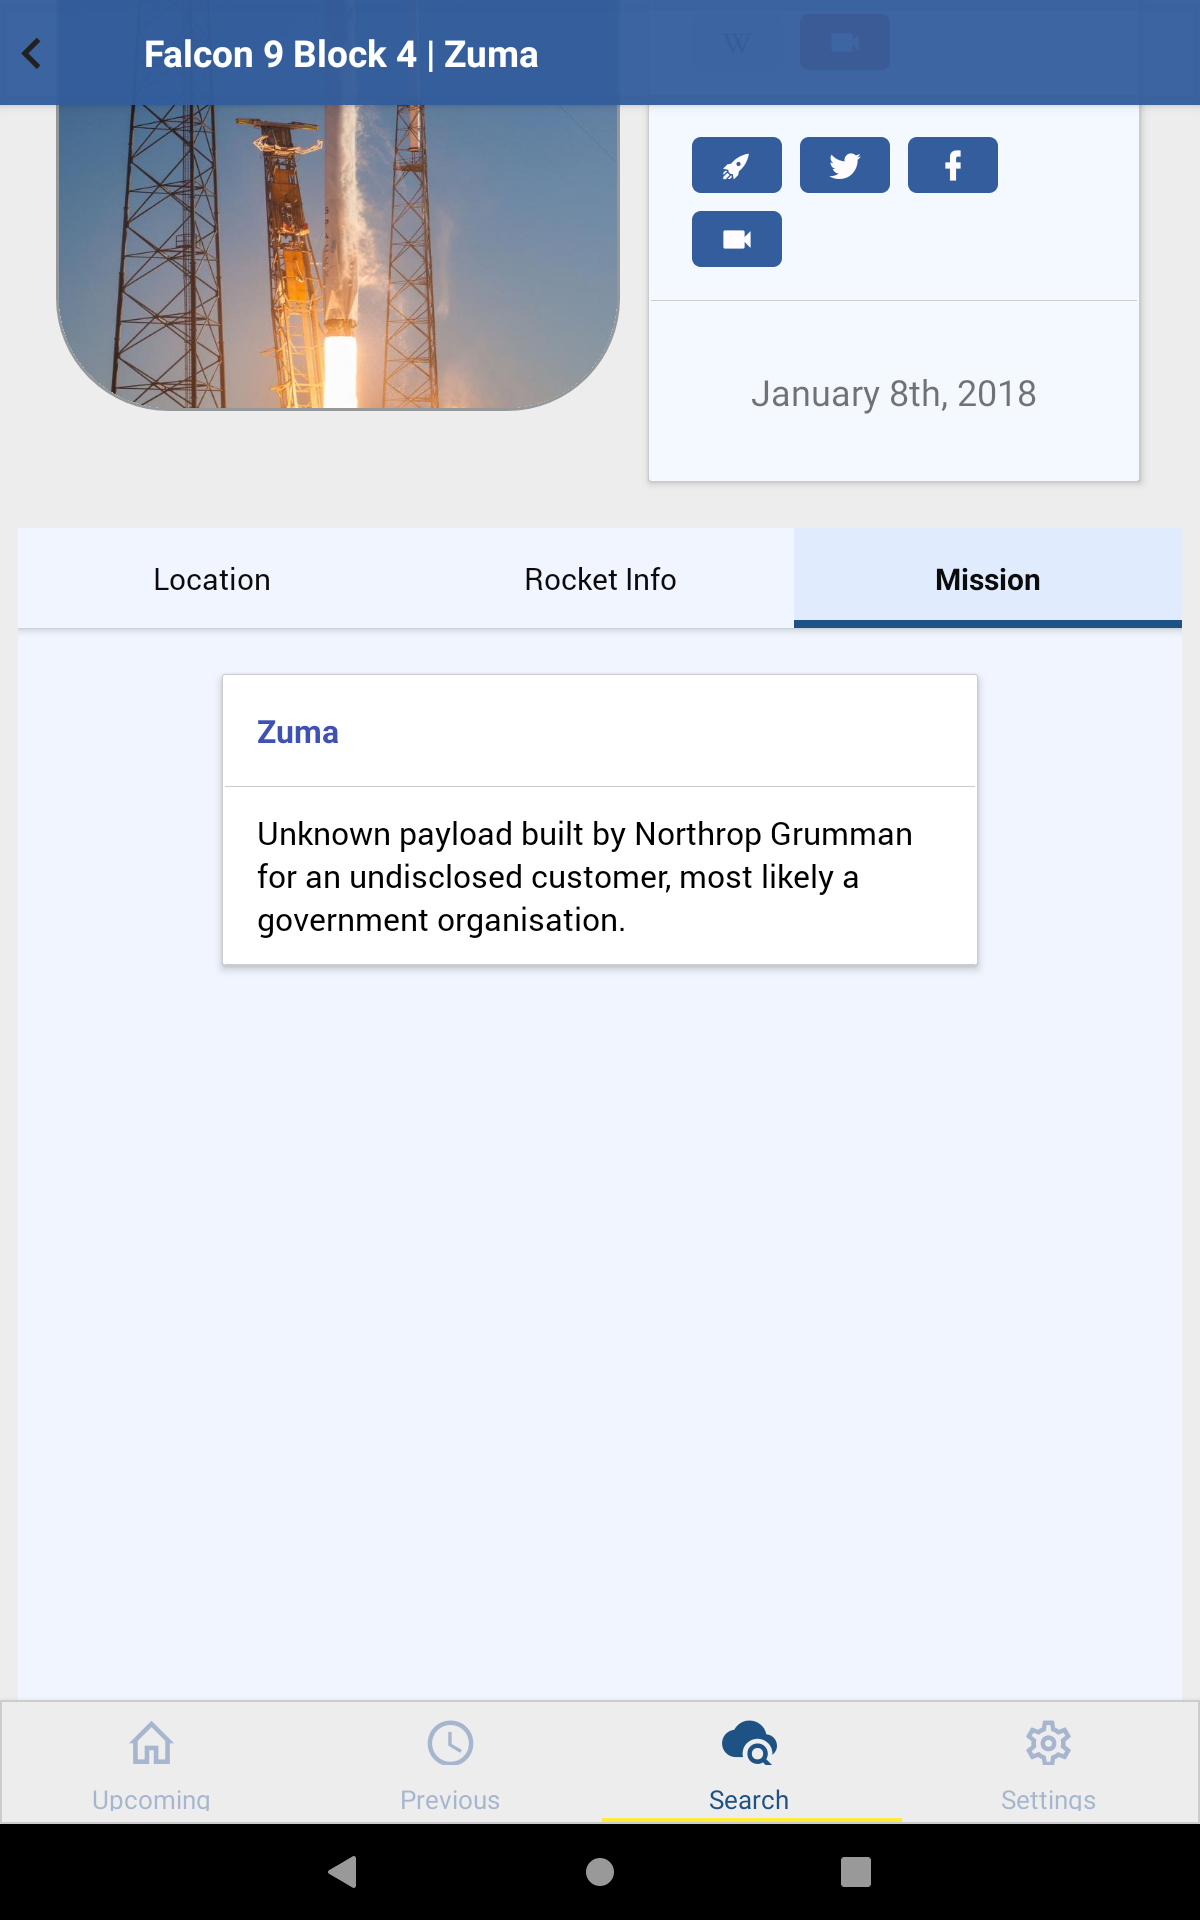 Falcon 9 Block 4 | Zuma
W
January 8th, 2018
Location
Rocket Info
Mission
Zuma
Unknown payload built by Northrop Grumman
for an undisclosed customer, most likely a
government organisation.
Upcoming
Previous
Search
Settings